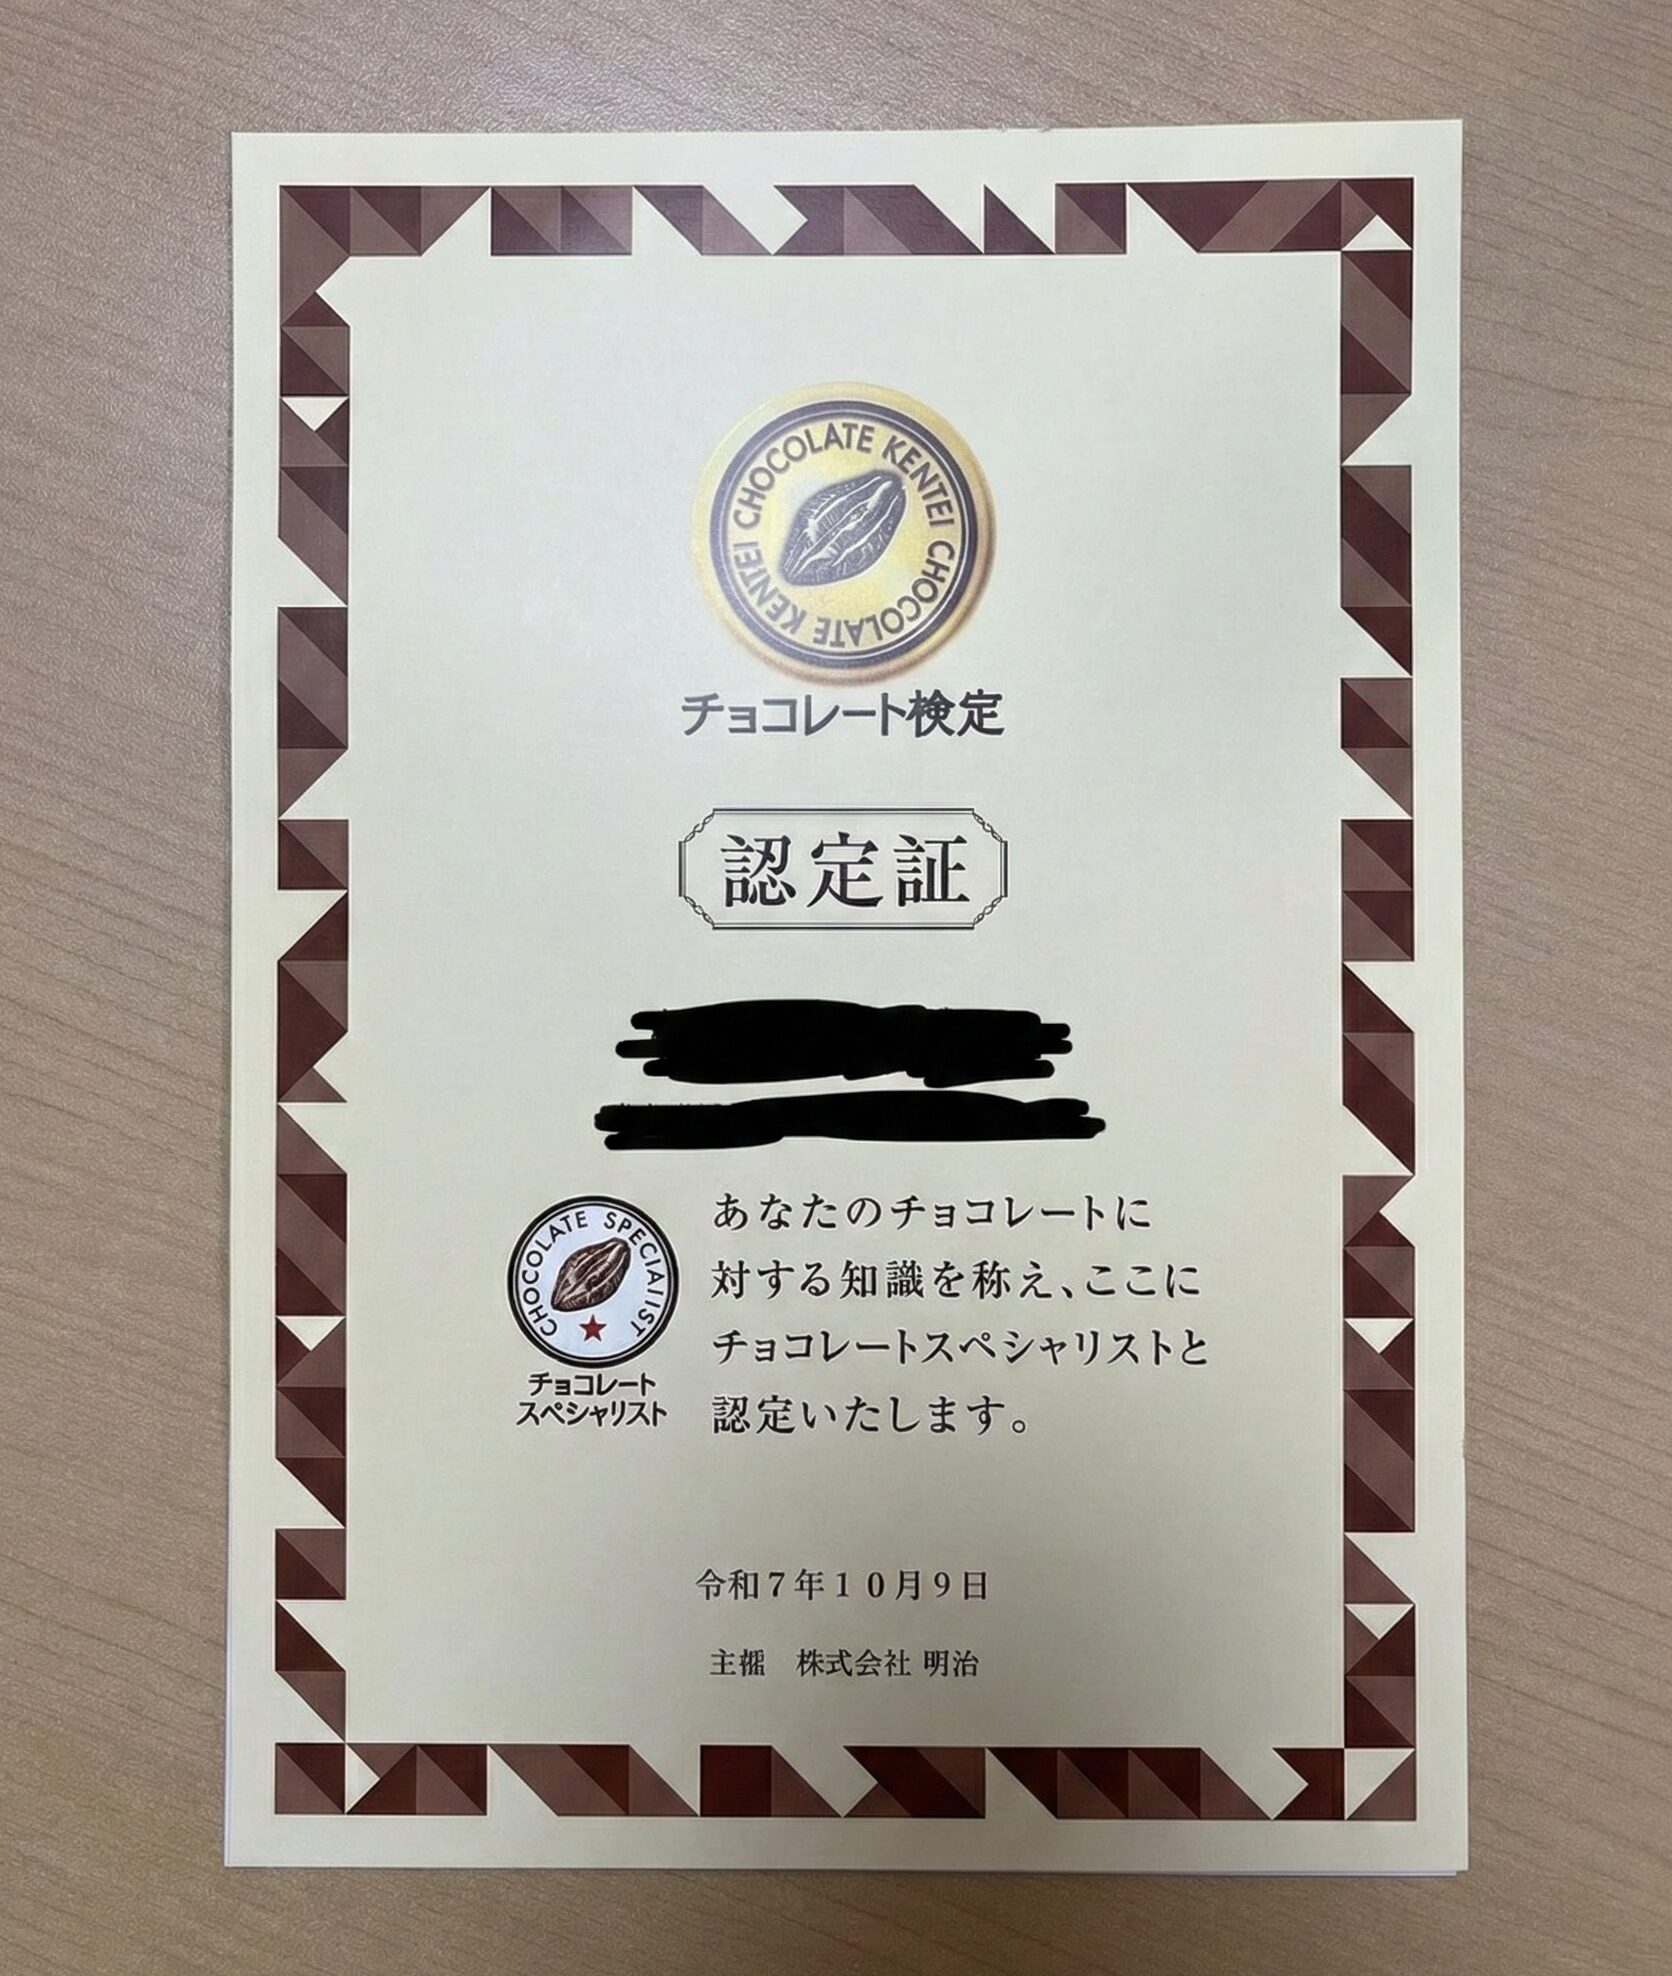 CHOCOLATE KENTEI CHOCOLATE KENTEI
チョコレート検定
認定証
あなたのチョコレートに
対する知識を称え、ここに
チョコレートスペシャリストと
認定いたします。
CHOCOLATE SPECIALIST
チョコレート
スペシャリスト
令和7年10月9日
株式会社 明治